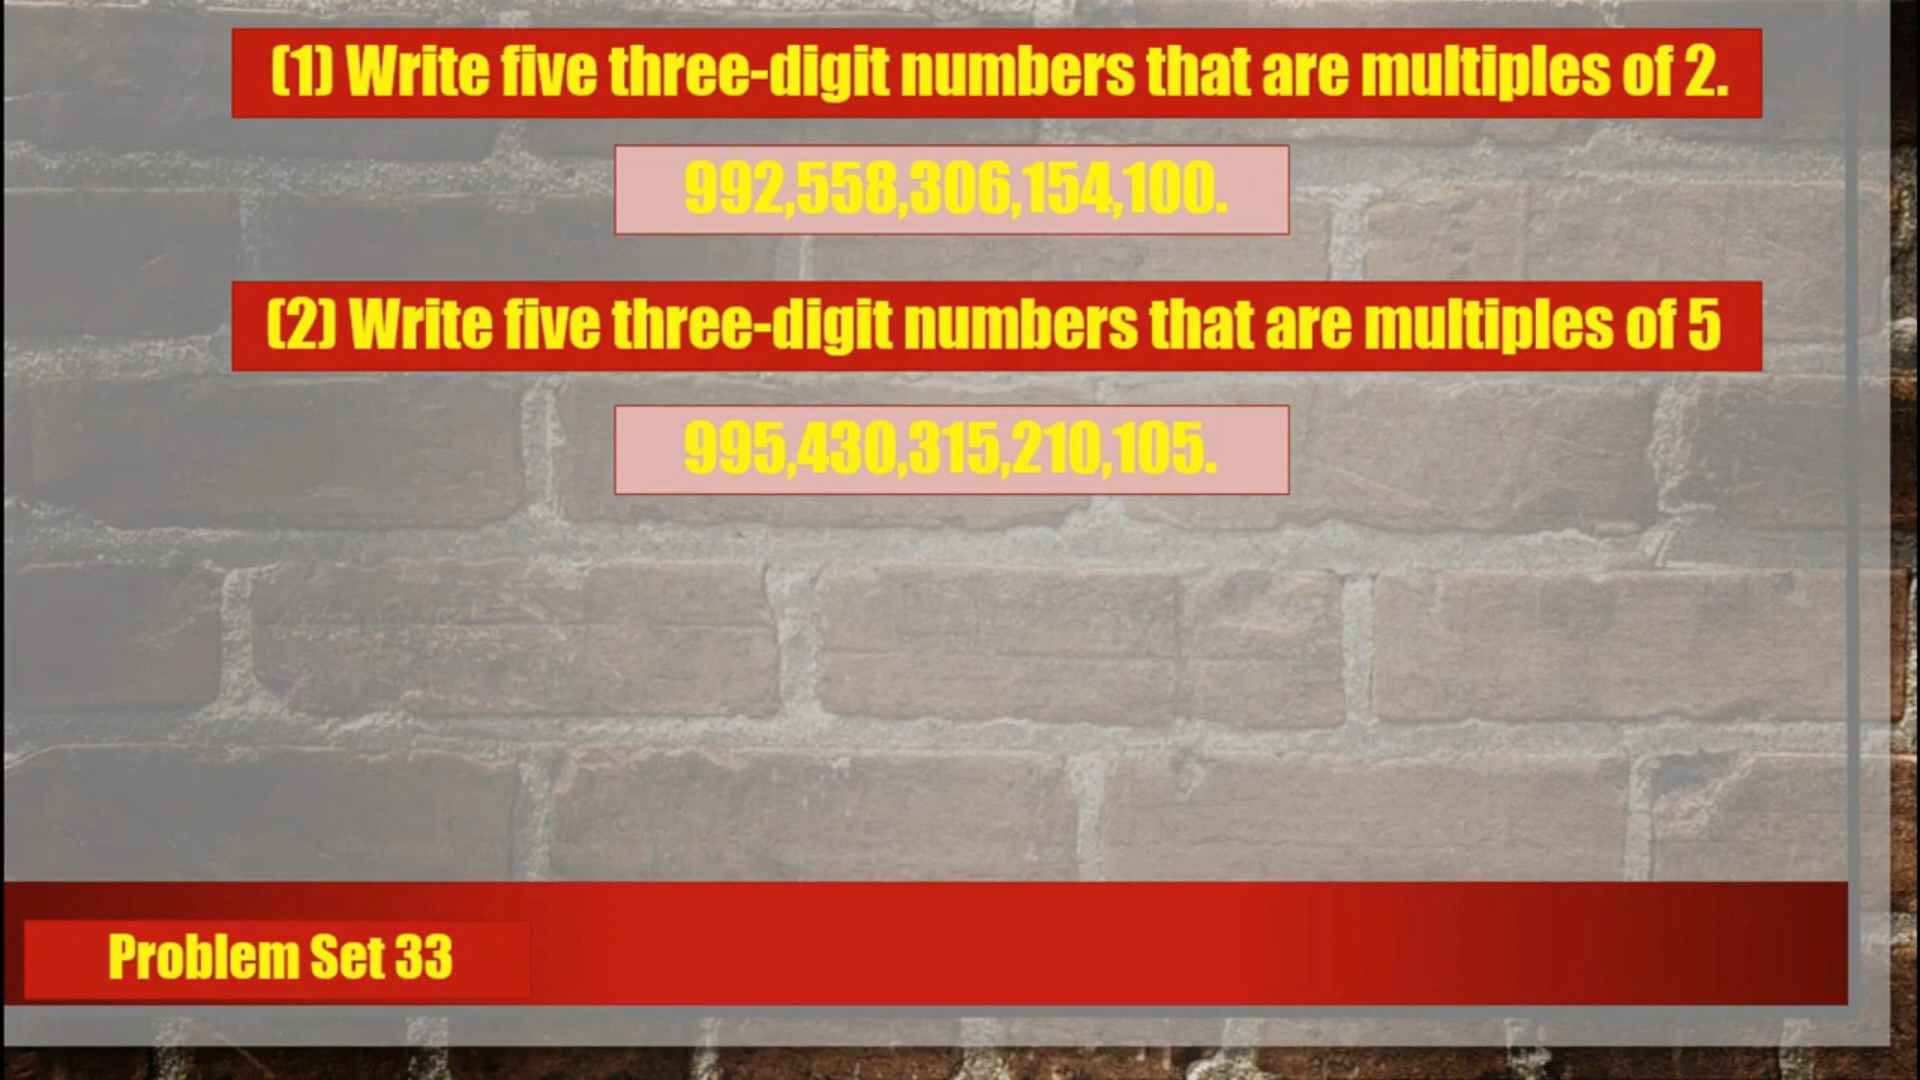 (1) Write five three-digit numbers that are multiples of 2.
992,558,306,154,100.
(2) Write five three-digit numbers that are multiples of 5
995,430,315,210,105.
Problem Set 33